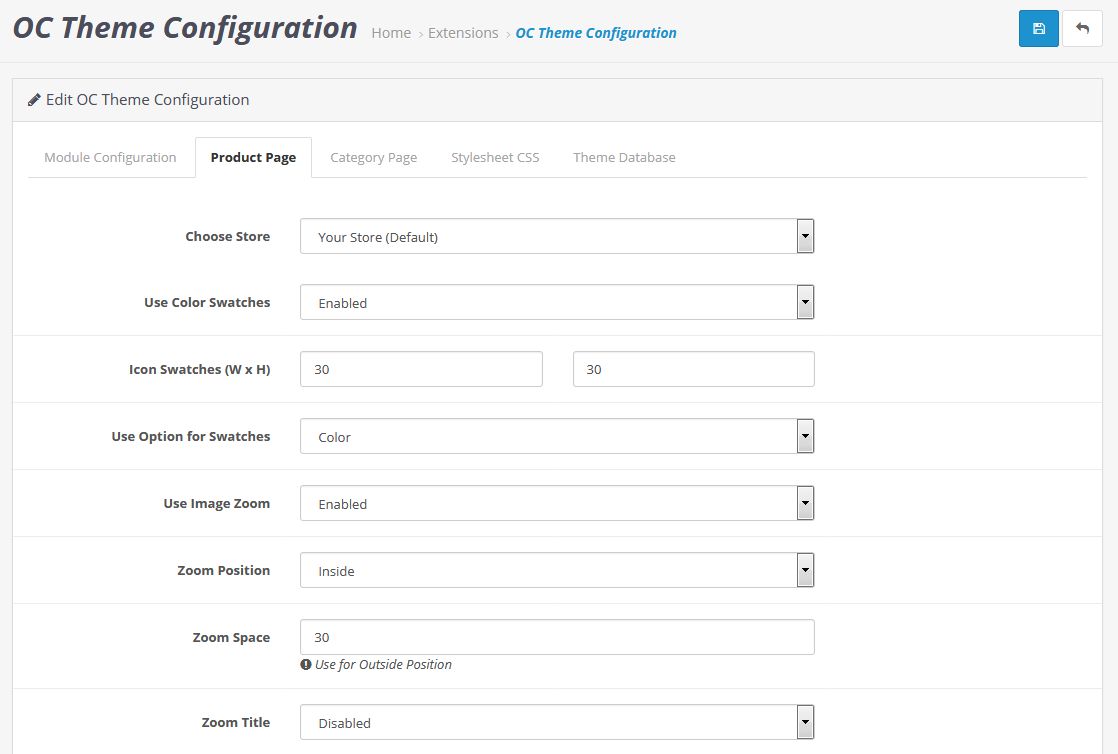 OC Theme Configuration Home › Extensions › OC Theme Configuration
Edit OC Theme Configuration
Module Configuration Product Page Category Page Stylesheet CSS Theme Database
Choose Store Your Store (Default)
Use Color Swatches Enabled
Icon Swatches (W x H) 30 30
Use Option for Swatches Color
Use Image Zoom Enabled
Zoom Position Inside
Zoom Space 30
Use for Outside Position
Zoom Title Disabled